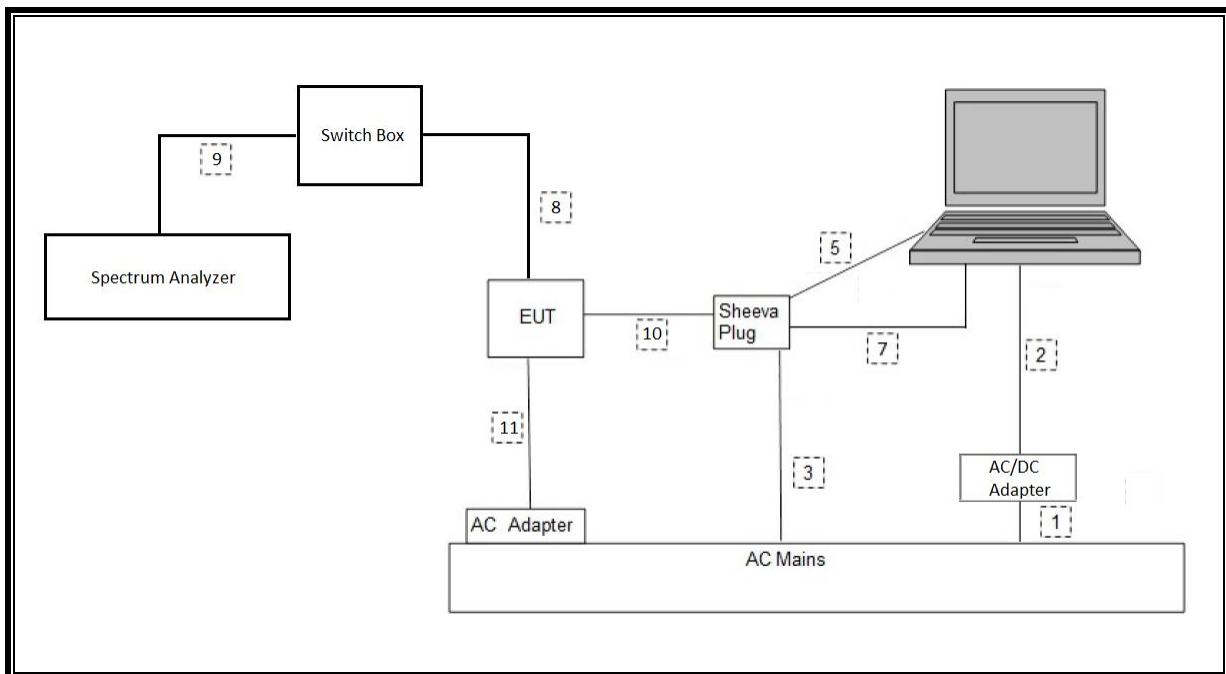 Switch Box
9
8
Spectrum Analyzer
5
EUT
10
Sheeva
Plug
7
2
11
3
AC/DC
Adapter
1
AC Adapter
AC Mains